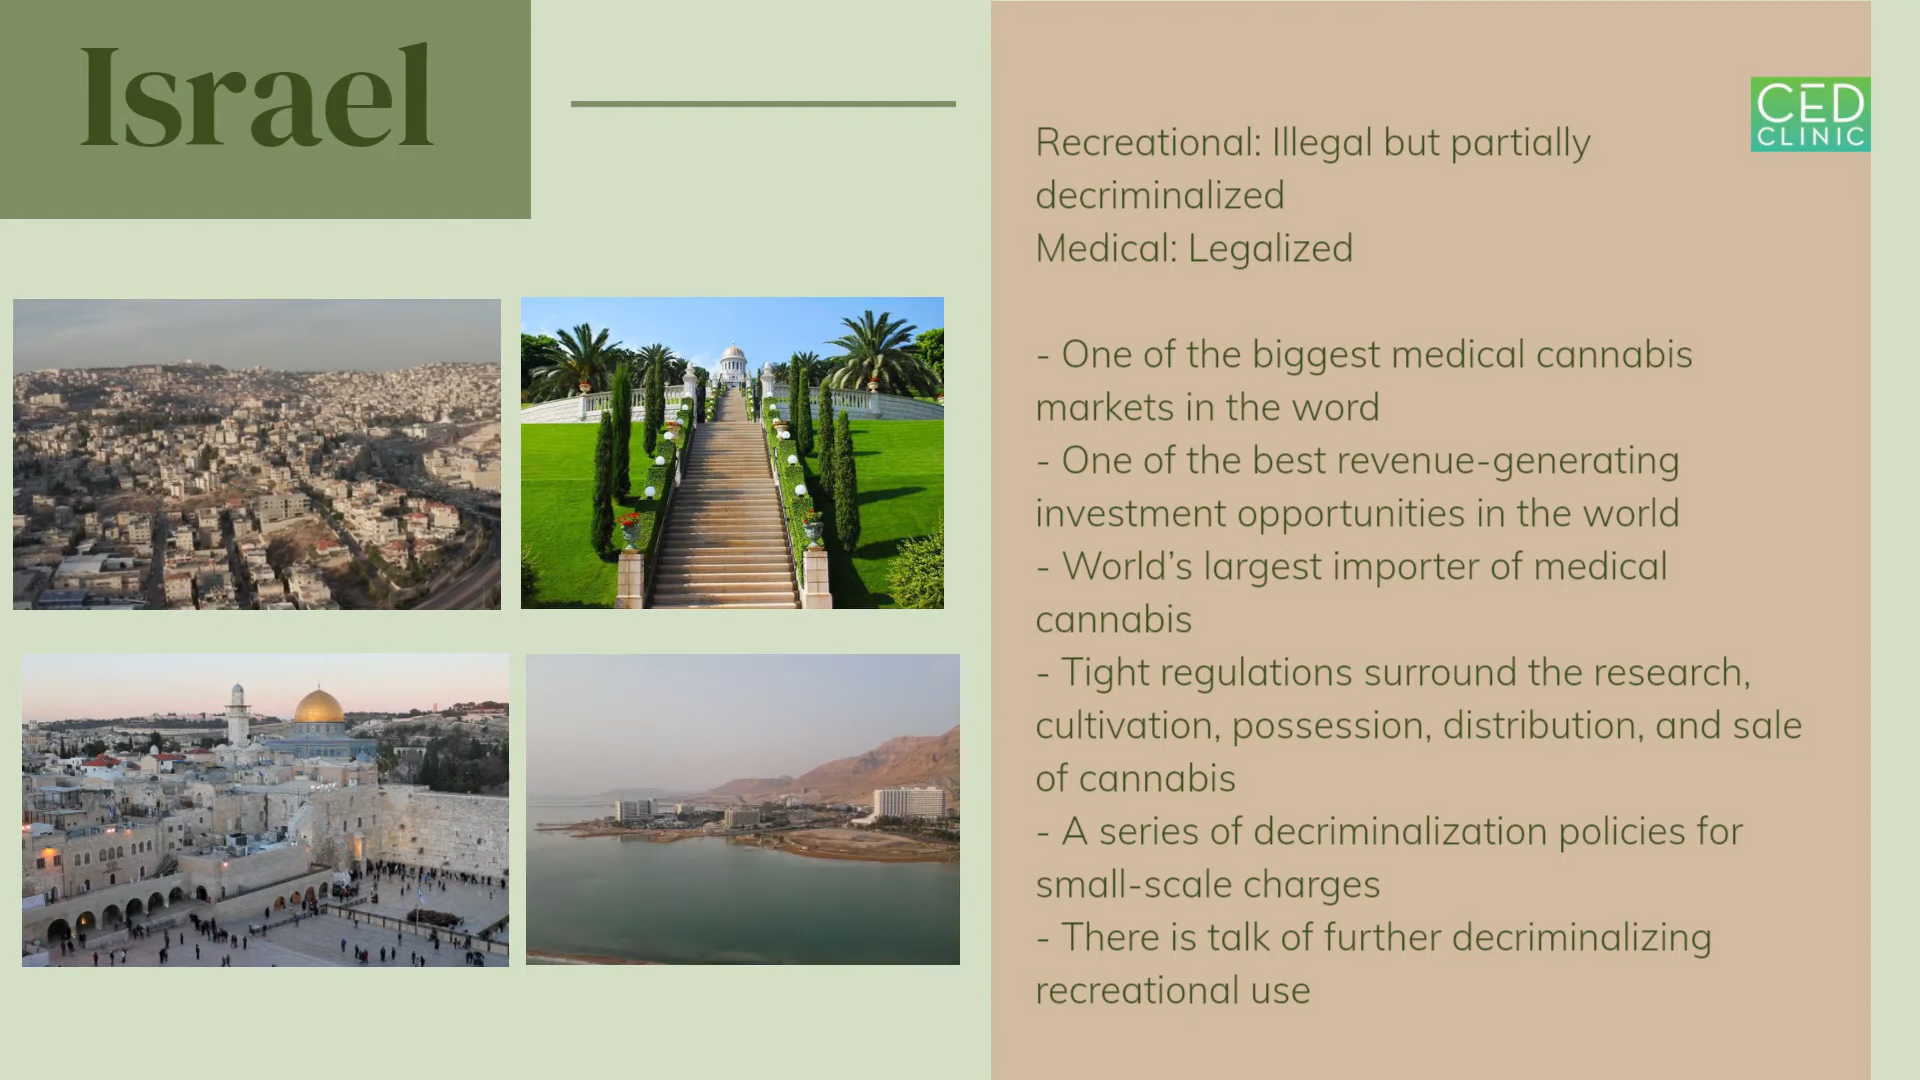 Israel
CED
CLINIC
Recreational: Illegal but partially
decriminalized
Medical: Legalized
- One of the biggest medical cannabis
markets in the word
- One of the best revenue-generating
investment opportunities in the world
- World’s largest importer of medical
cannabis
- Tight regulations surround the research,
cultivation, possession, distribution, and sale
of cannabis
- A series of decriminalization policies for
small-scale charges
- There is talk of further decriminalizing
recreational use